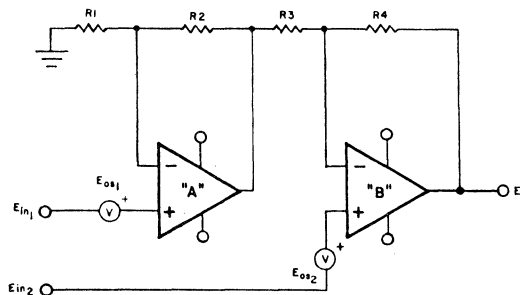 R1 R2 R3 R4
− "A" +
− "B" +
Eos1 +
V
Ein1
E
+
V
Eos2
Ein2